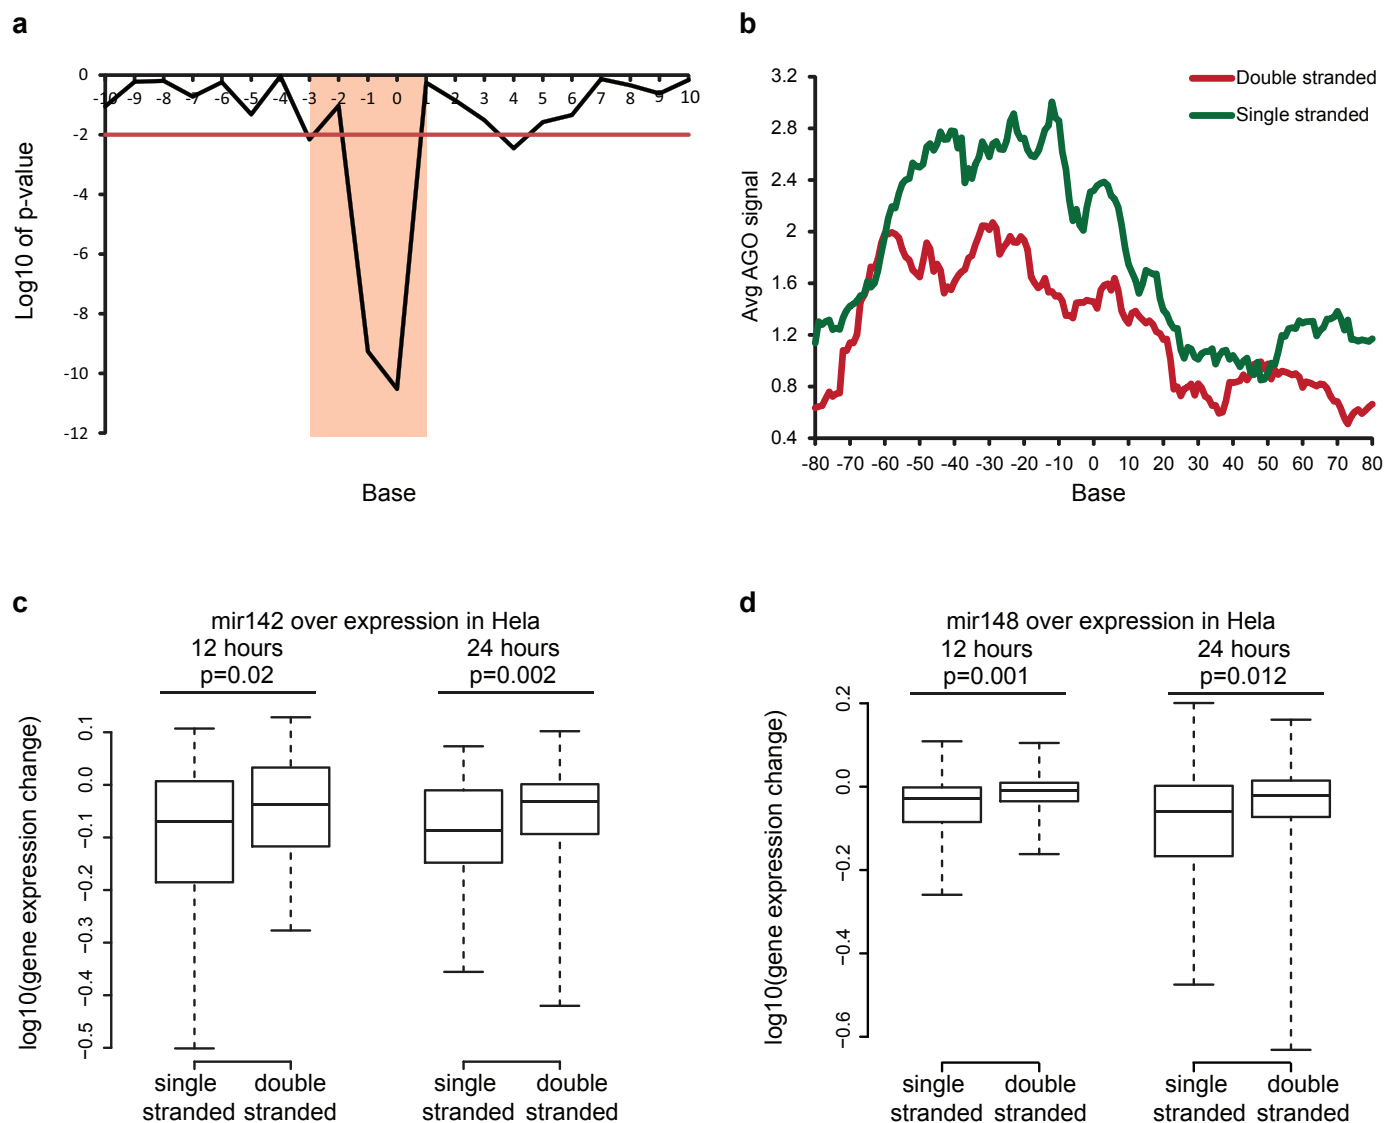 a
0
-2
-4
-6
-8
-10
-12
-10 -9 -8 -7 -6 -5 -4 -3 -2 -1 0 1 2 3 4 5 6 7 8 9 10
Log10 of p-value
Base
b
3.2
2.8
2.4
2
1.6
1.2
0.8
0.4
-80 -70 -60 -50 -40 -30 -20 -10 0 10 20 30 40 50 60 70 80
Avg AGO signal
Base
Double stranded
Single stranded
c
mir142 over expression in Hela
12 hours 24 hours
p=0.02 p=0.002
log10(gene expression change)
0.1
0.0
−0.1
−0.2
−0.3
−0.4
−0.5
single double single double
stranded stranded stranded stranded
d
mir148 over expression in Hela
12 hours 24 hours
p=0.001 p=0.012
log10(gene expression change)
0.2
0.0
−0.2
−0.4
−0.6
single double single double
stranded stranded stranded stranded